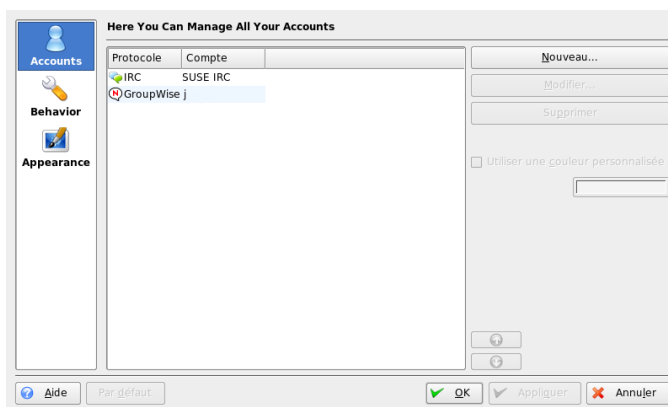 Here You Can Manage All Your Accounts
Accounts
Behavior
Appearance
Protocole Compte
IRC SUSE IRC
GroupWise j
Nouveau...
Modifier...
Supprimer
Utiliser une couleur personnalisée
Aide
Par défaut
OK
Appliquer
Annuler